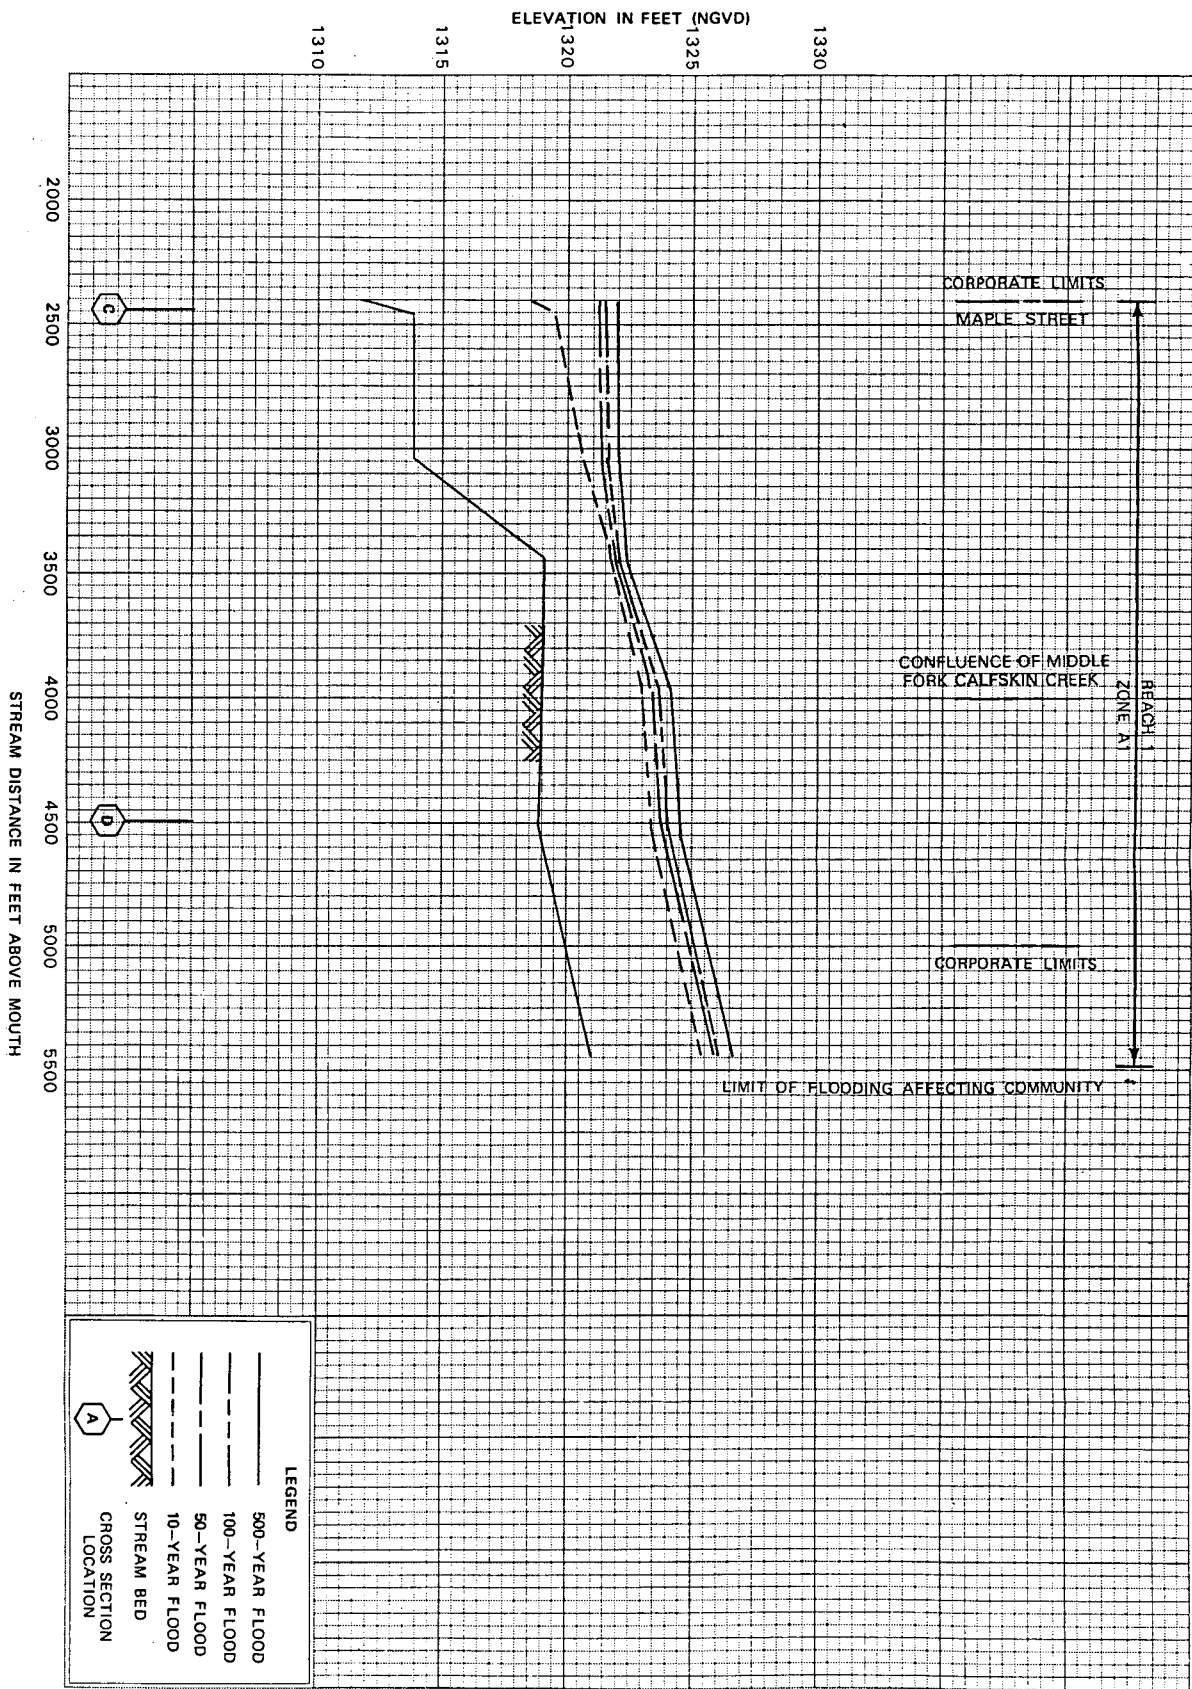 ELEVATION IN FEET (NGVD)
1310
1315
1320
1325
1330
2000
2500
3000
3500
4000
4500
5000
5500
STREAM DISTANCE IN FEET ABOVE MOUTH
CORPORATE LIMITS
MAPLE STREET
CONFLUENCE OF MIDDLE
FORK CALFSKIN CREEK
REACH 1
ZONE A1
CORPORATE LIMITS
LIMIT OF FLOODING AFFECTING COMMUNITY
C
D
LEGEND
500-YEAR FLOOD
100-YEAR FLOOD
50-YEAR FLOOD
10-YEAR FLOOD
STREAM BED
A
CROSS SECTION
LOCATION